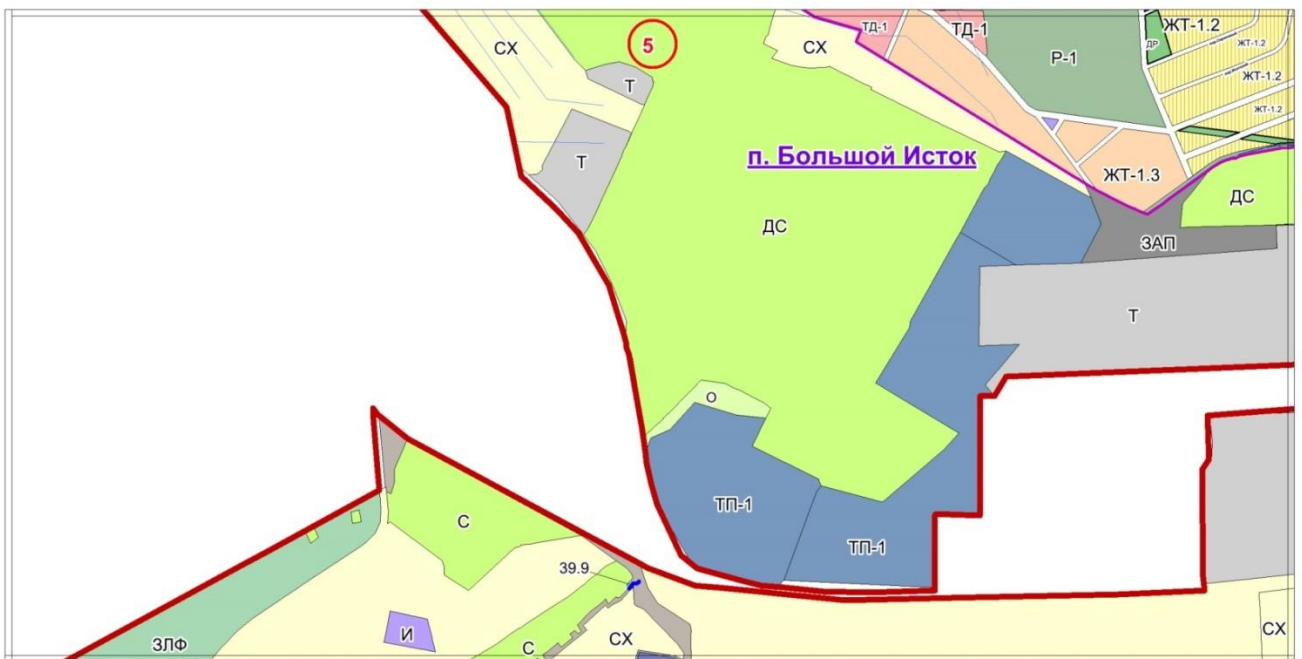 ТД-1
ТД-1
ЖТ-1.2
СХ
5
СХ
Р-1
ДР
ЖТ-1.2
ЖТ-1.2
Т
ЖТ-1.2
п. Большой Исток
Т
ЖТ-1.3
ДС
ДС
ЗАП
Т
О
ТП-1
С
ТП-1
39.9
И
ЗЛФ
С
СХ
СХ